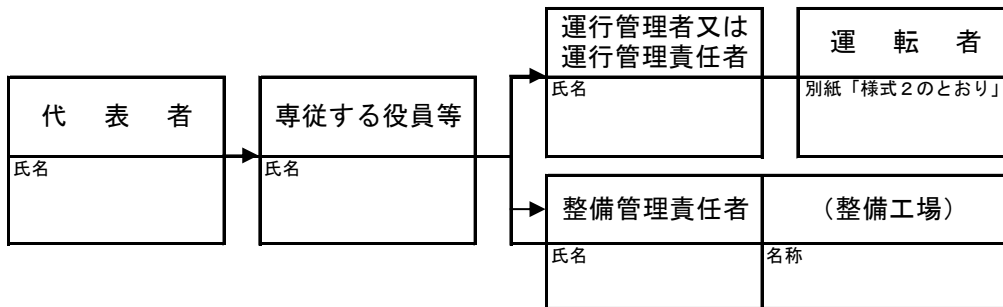 代　表　者
氏名
専従する役員等
氏名
運行管理者又は
運行管理責任者
氏名
運　転　者
別紙「様式２のとおり」
整備管理責任者
氏名
（整備工場）
名称